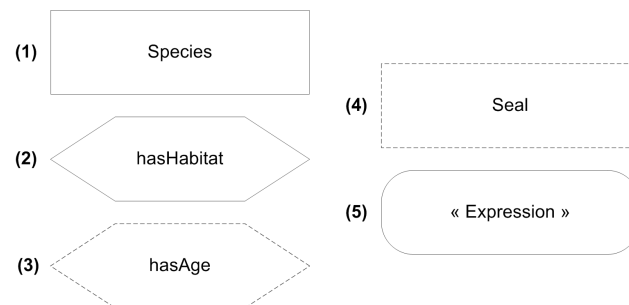 (1) Species
(2) hasHabitat
(3) hasAge
(4) Seal
(5) « Expression »